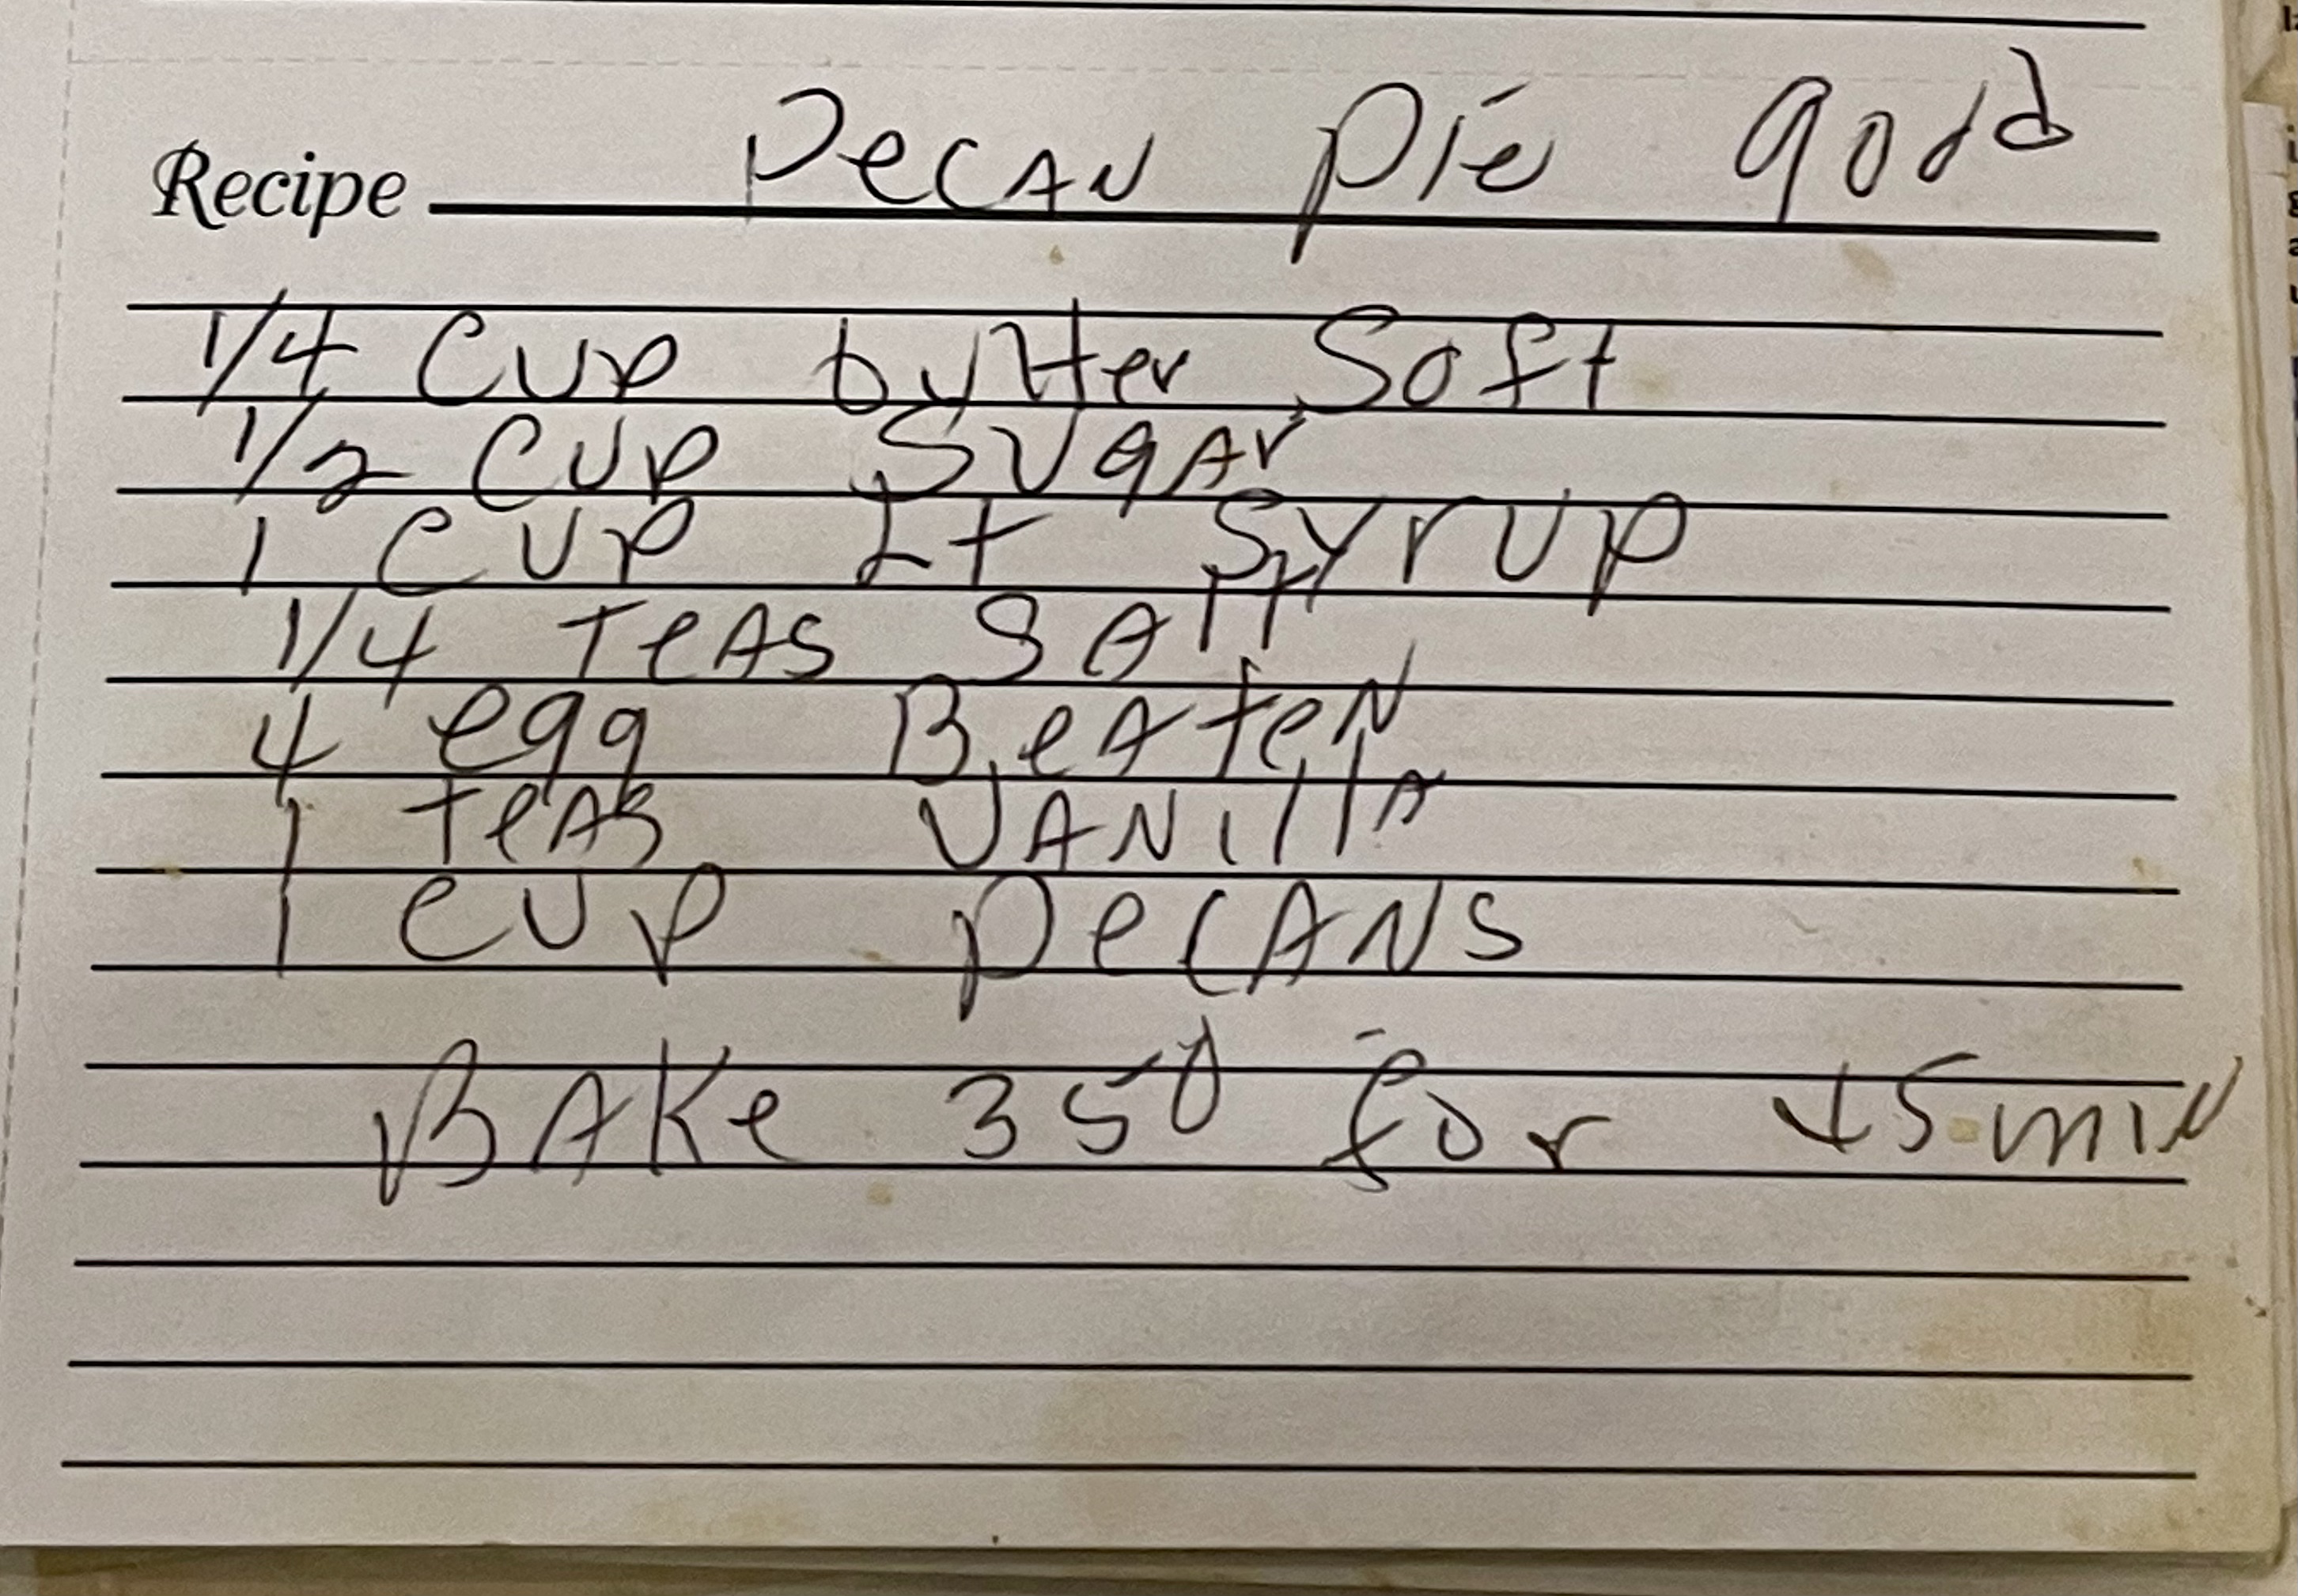 Recipe Pecan Pie good
1/4 Cup butter Soft
1/2 Cup Sugar
1 Cup Lt Syrup
1/4 Teas Salt
4 egg Beaten
1 Teas Vanilla
1 cup pecans
Bake 350 for 45 min